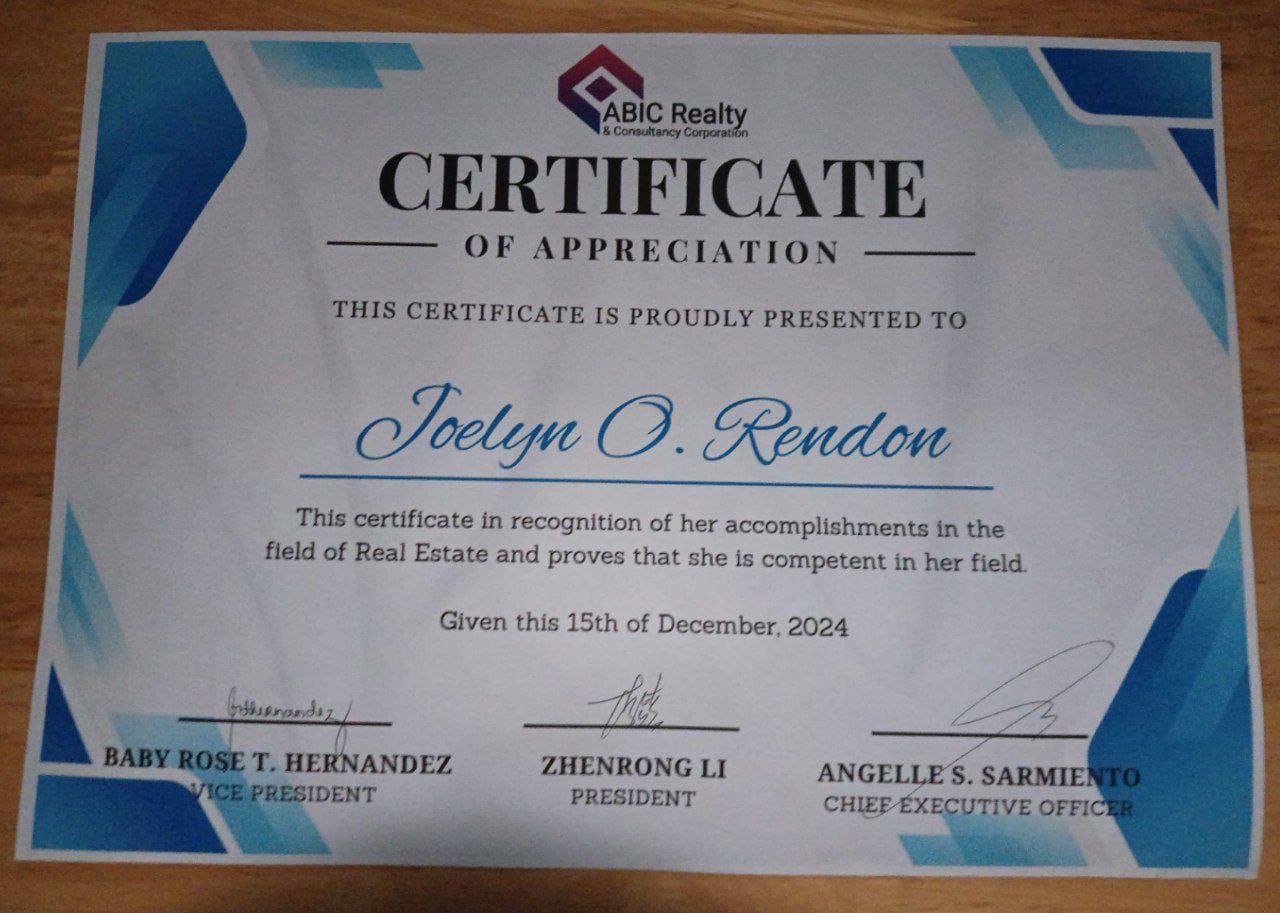 ABIC Realty
& Consultancy Corporation
CERTIFICATE
OF APPRECIATION
THIS CERTIFICATE IS PROUDLY PRESENTED TO
Joelyn O. Rendon
This certificate in recognition of her accomplishments in the
field of Real Estate and proves that she is competent in her field.
Given this 15th of December, 2024
BABY ROSE T. HERNANDEZ
VICE PRESIDENT
ZHENRONG LI
PRESIDENT
ANGELLE S. SARMIENTO
CHIEF EXECUTIVE OFFICER